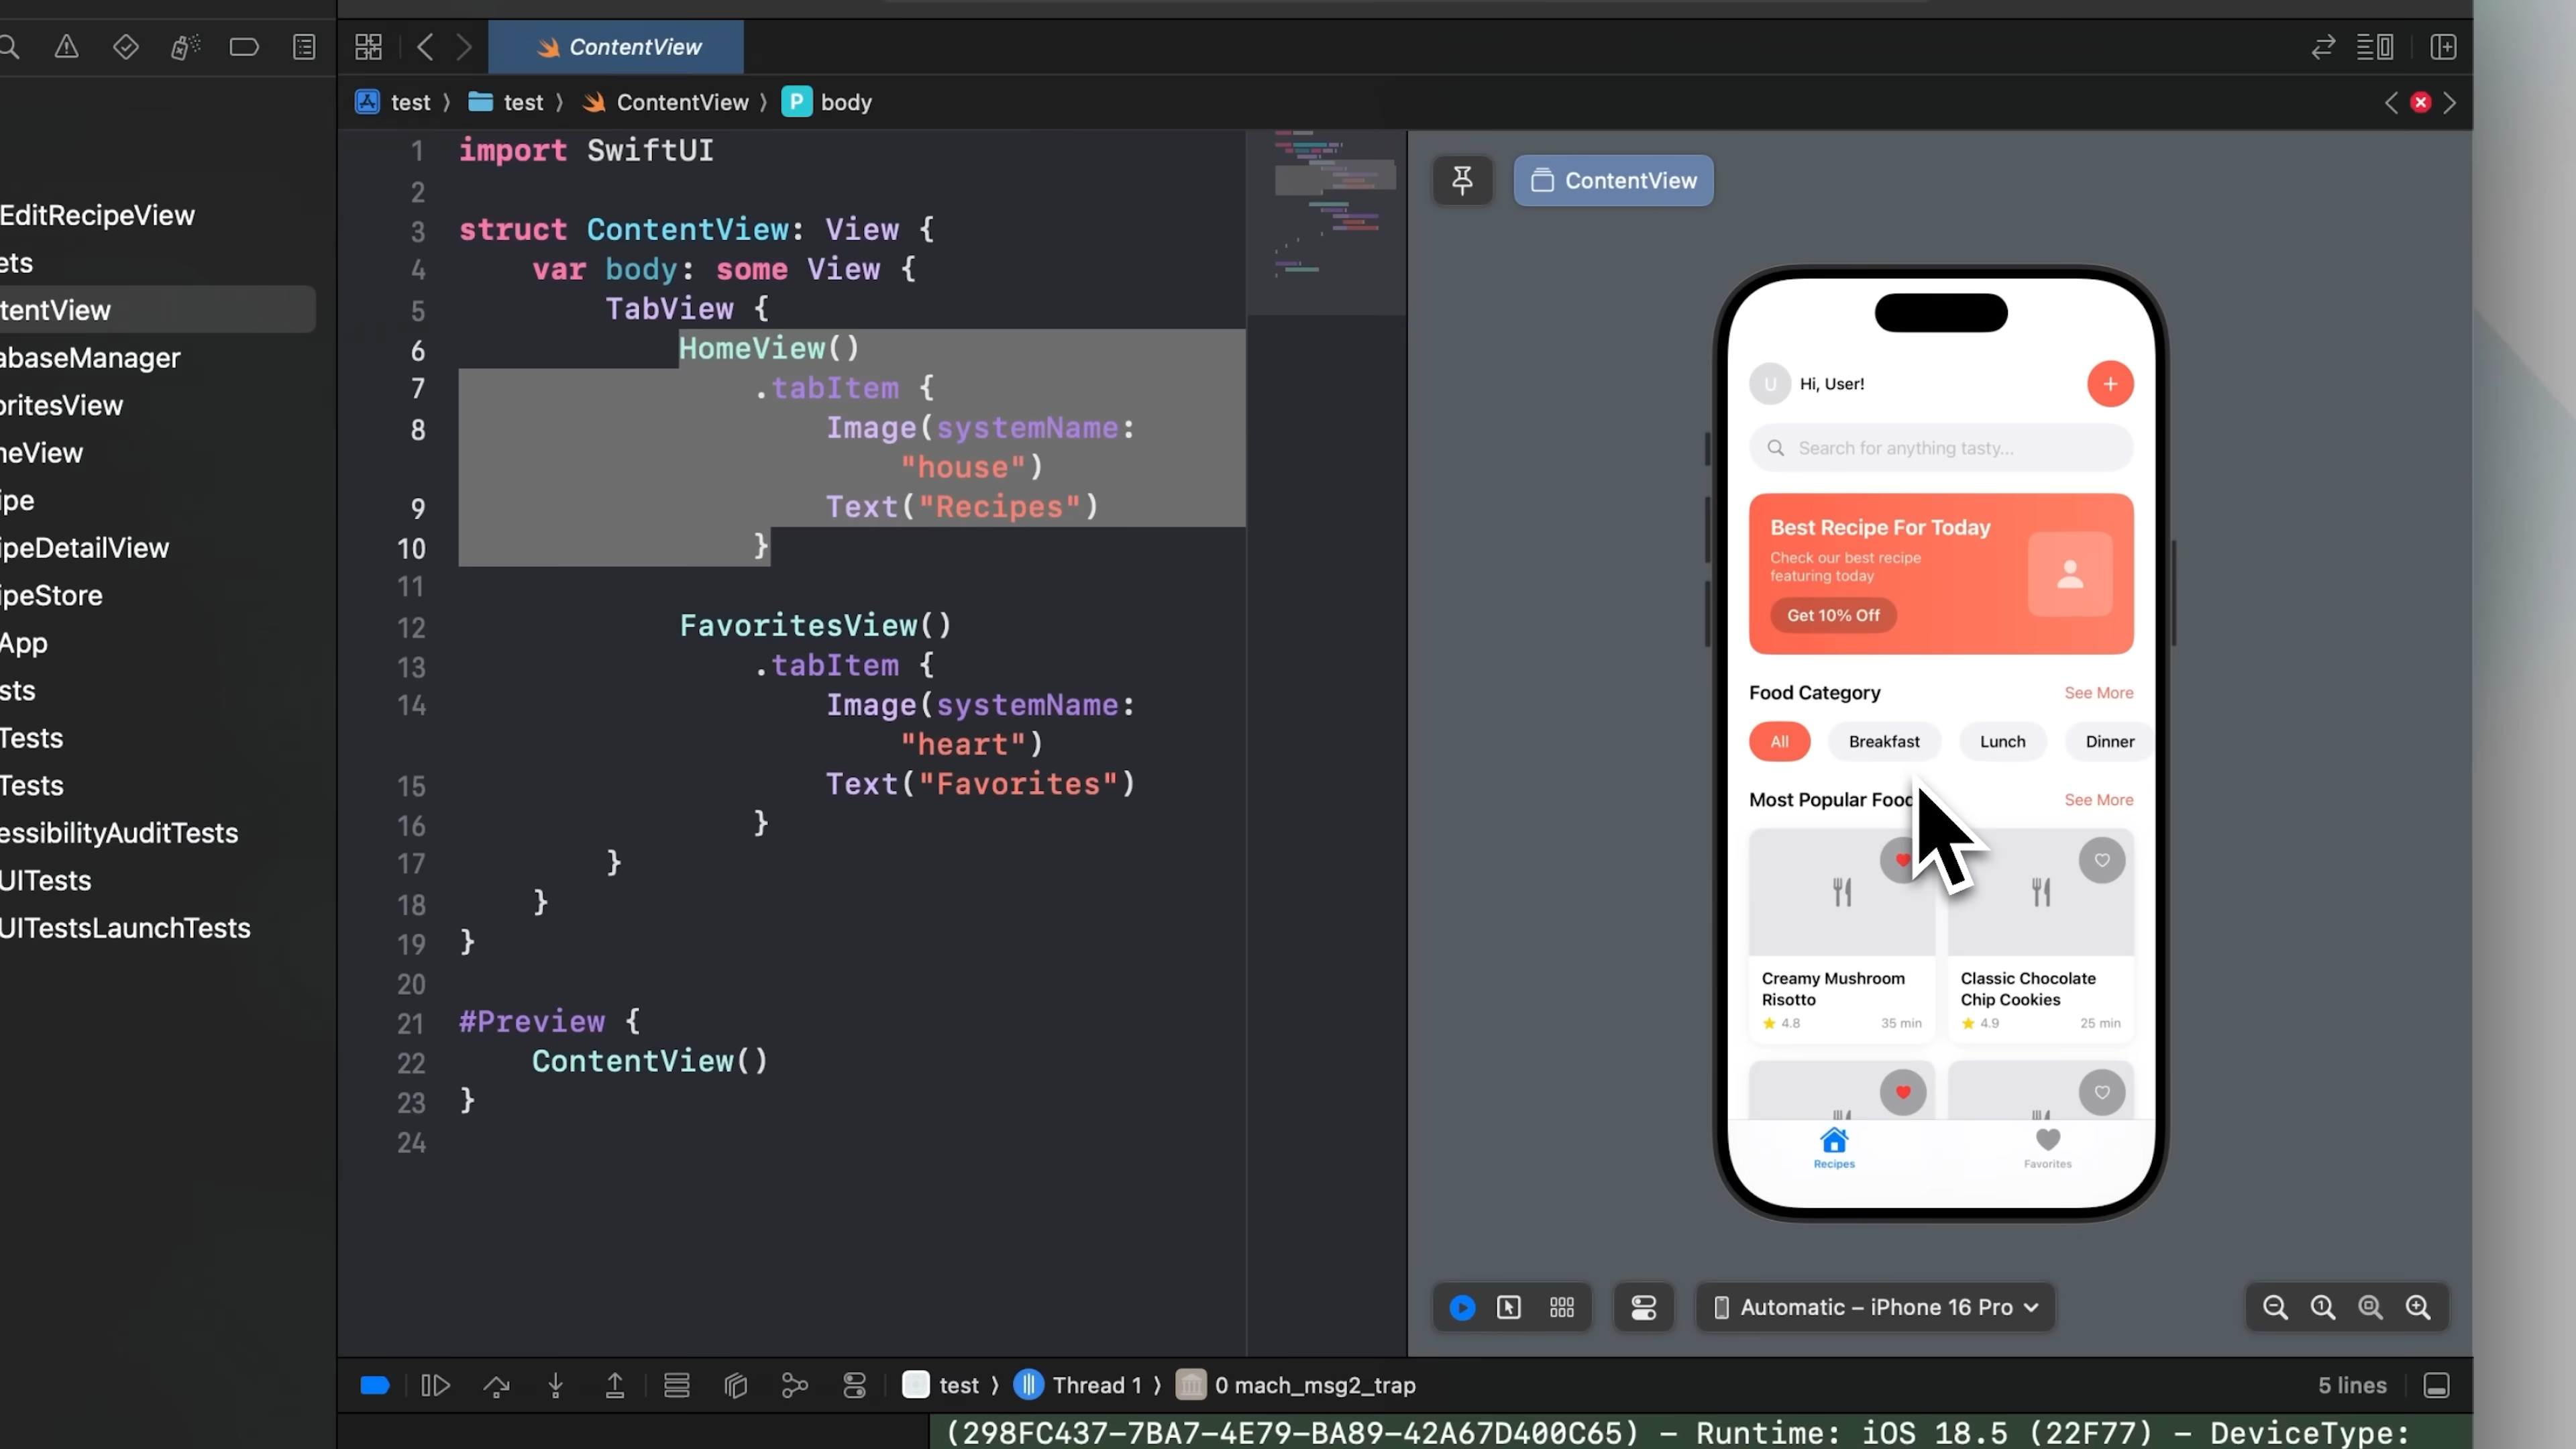 ContentView
test › test › ContentView › P body
EditRecipeView
ets
tentView
abaseManager
oritesView
neView
ipe
ipeDetailView
ipeStore
App
sts
Tests
Tests
essibilityAuditTests
UITests
UITestsLaunchTests
1 import SwiftUI
2
3 struct ContentView: View {
4 var body: some View {
5 TabView {
6 HomeView()
7 .tabItem {
8 Image(systemName:
"house")
9 Text("Recipes")
10 }
11
12 FavoritesView()
13 .tabItem {
14 Image(systemName:
"heart")
15 Text("Favorites")
16 }
17 }
18 }
19 }
20
21 #Preview {
22 ContentView()
23 }
24
ContentView
U Hi, User! +
Search for anything tasty...
Best Recipe For Today
Check our best recipe
featuring today
Get 10% Off
Food Category See More
All Breakfast Lunch Dinner
Most Popular Food See More
Creamy Mushroom
Risotto
4.8 35 min
Classic Chocolate
Chip Cookies
4.9 25 min
Recipes Favorites
Automatic – iPhone 16 Pro
test › Thread 1 › 0 mach_msg2_trap
5 lines
(298FC437-7BA7-4E79-BA89-42A67D400C65) - Runtime: iOS 18.5 (22F77) - DeviceType: